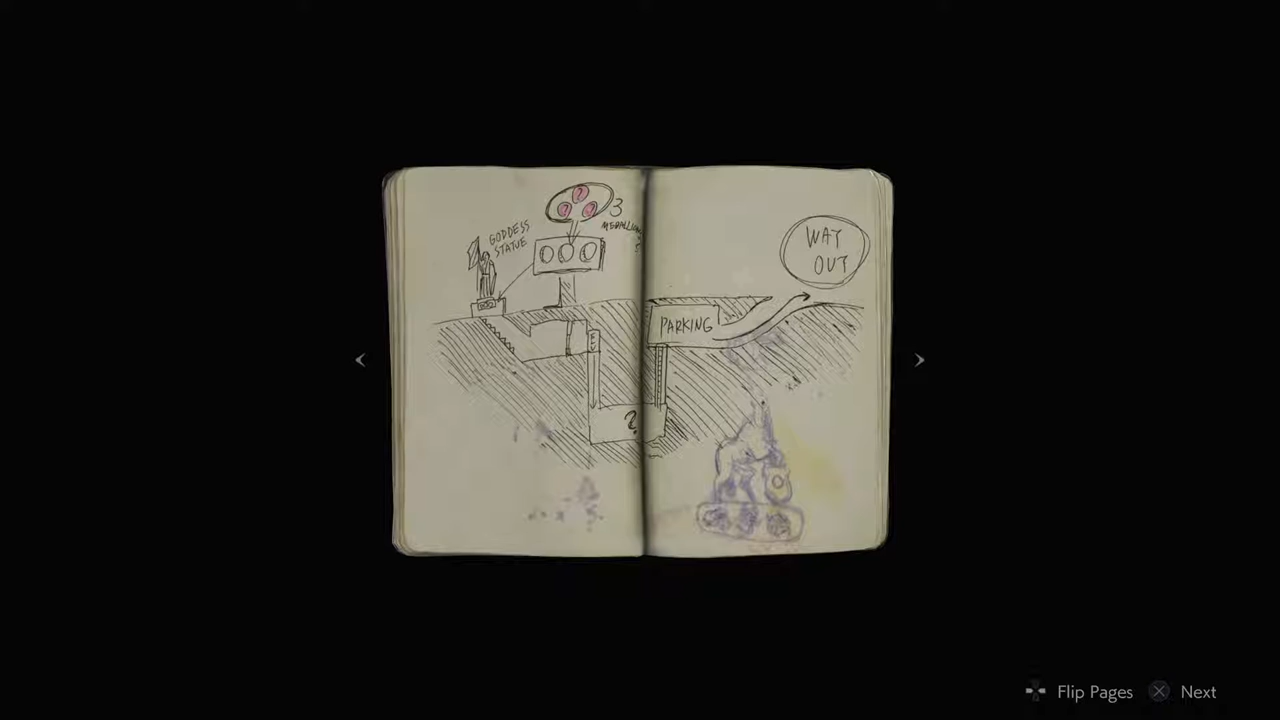 3
MEDALLIONS
?
GODDESS
STATUE
WAY
OUT
PARKING
?
Flip Pages
Next